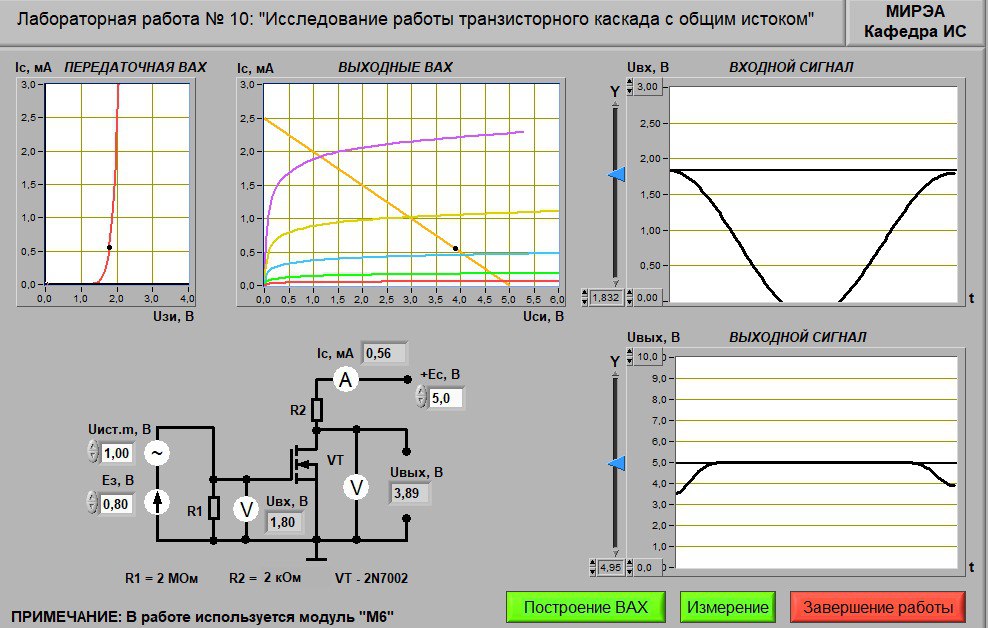 Лабораторная работа № 10: "Исследование работы транзисторного каскада с общим истоком"
МИРЭА
Кафедра ИС
Ic, мА ПЕРЕДАТОЧНАЯ ВАХ
3,0
2,5
2,0
1,5
1,0
0,5
0,0
0,0 1,0 2,0 3,0 4,0
Uзи, В
Ic, мА ВЫХОДНЫЕ ВАХ
3,0
2,5
2,0
1,5
1,0
0,5
0,0
0,0 0,5 1,0 1,5 2,0 2,5 3,0 3,5 4,0 4,5 5,0 5,5 6,0
Uси, В
Uвх, В ВХОДНОЙ СИГНАЛ
Y
3,00
2,50
2,00
1,50
1,00
0,50
1,832 0,00
t
Uвых, В ВЫХОДНОЙ СИГНАЛ
Y
10,0
9,0
8,0
7,0
6,0
5,0
4,0
3,0
2,0
1,0
4,95 0,0
t
Ic, мА 0,56
A
+Ec, В
5,0
R2
Uист.m, В
1,00
~
VT
Eз, В
0,80
R1
V
Uвх, В
1,80
V
Uвых, В
3,89
R1 = 2 МОм R2 = 2 кОм VT - 2N7002
ПРИМЕЧАНИЕ: В работе используется модуль "М6"
Построение ВАХ
Измерение
Завершение работы